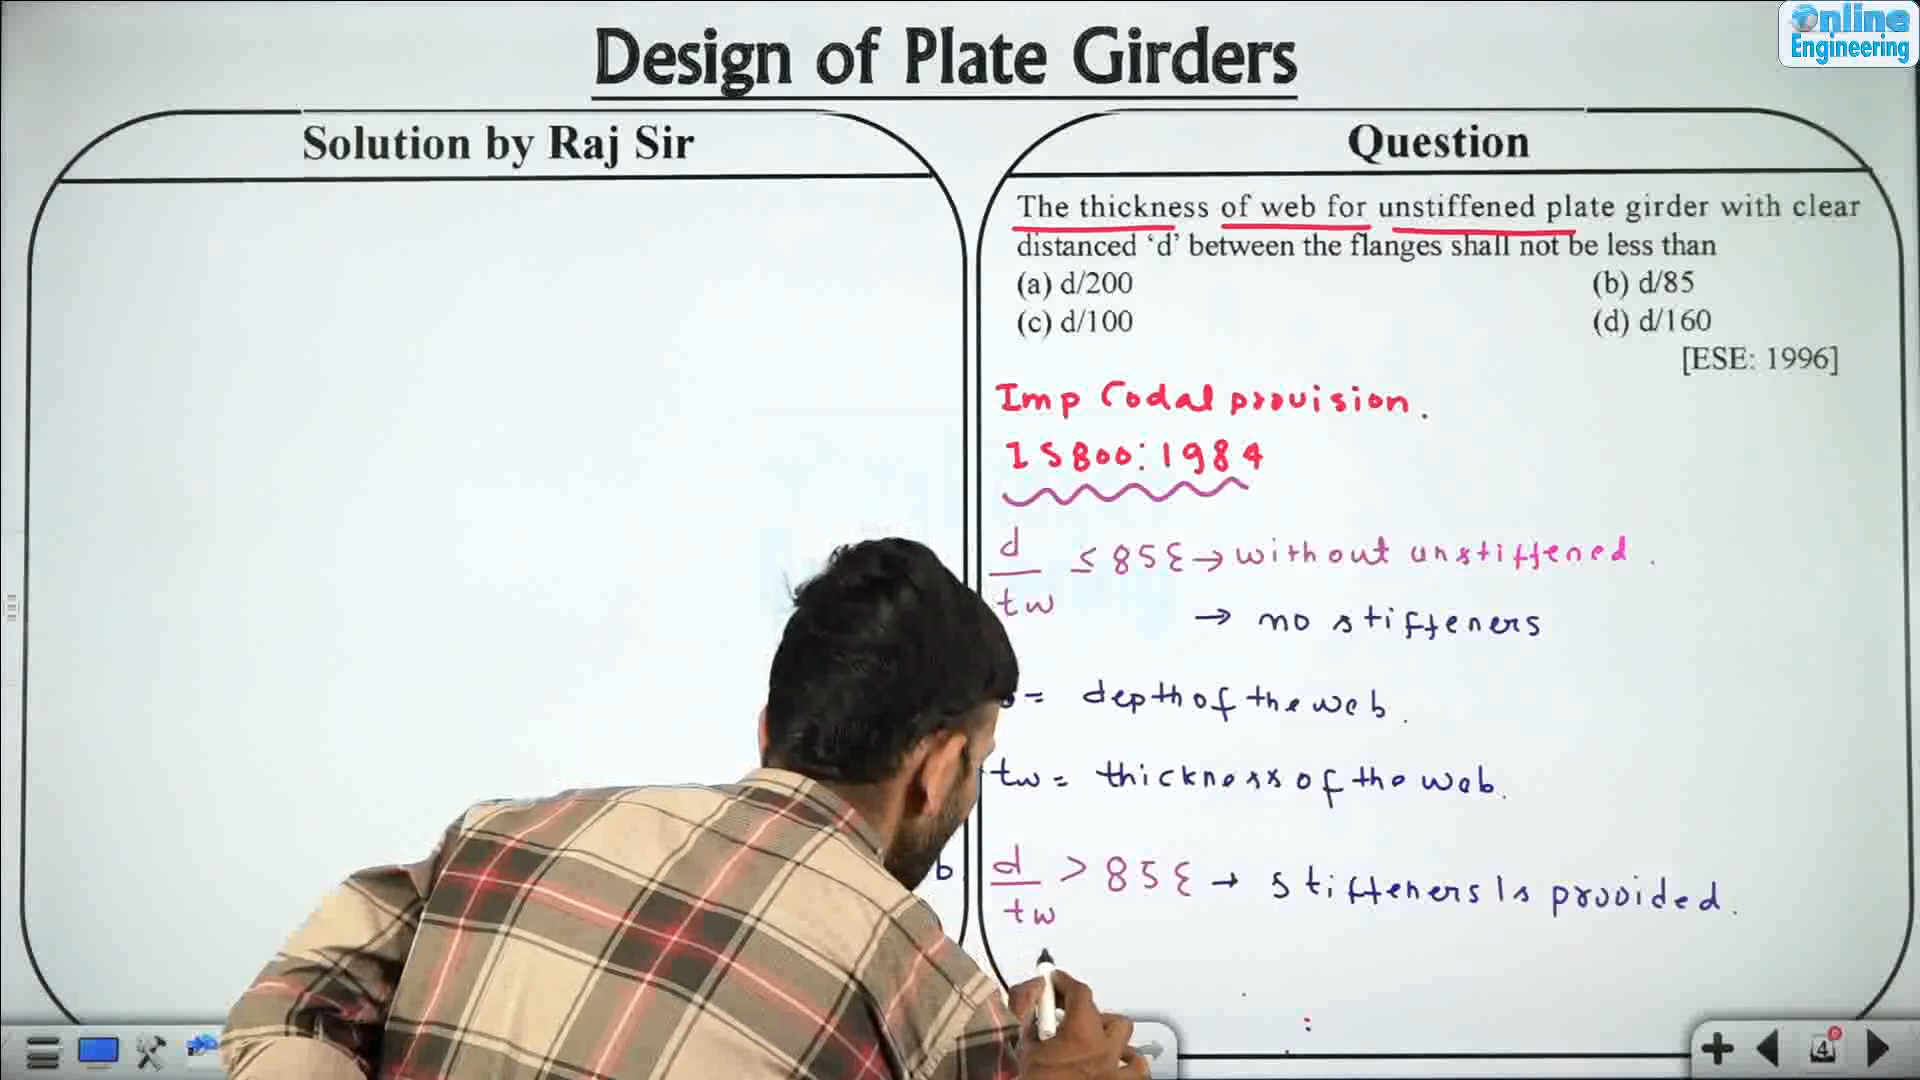 Design of Plate Girders
Online
Engineering
Solution by Raj Sir
Question
The thickness of web for unstiffened plate girder with clear
distanced ‘d’ between the flanges shall not be less than
(a) d/200
(b) d/85
(c) d/100
(d) d/160
[ESE: 1996]
Imp Codal provision.
IS800:1984
d
≤ 85ε → without unstiffened.
tw
→ no stiffeners
= depth of the web.
tw = thickness of the web.
b
d
> 85ε → stiffeners is provided.
tw
4